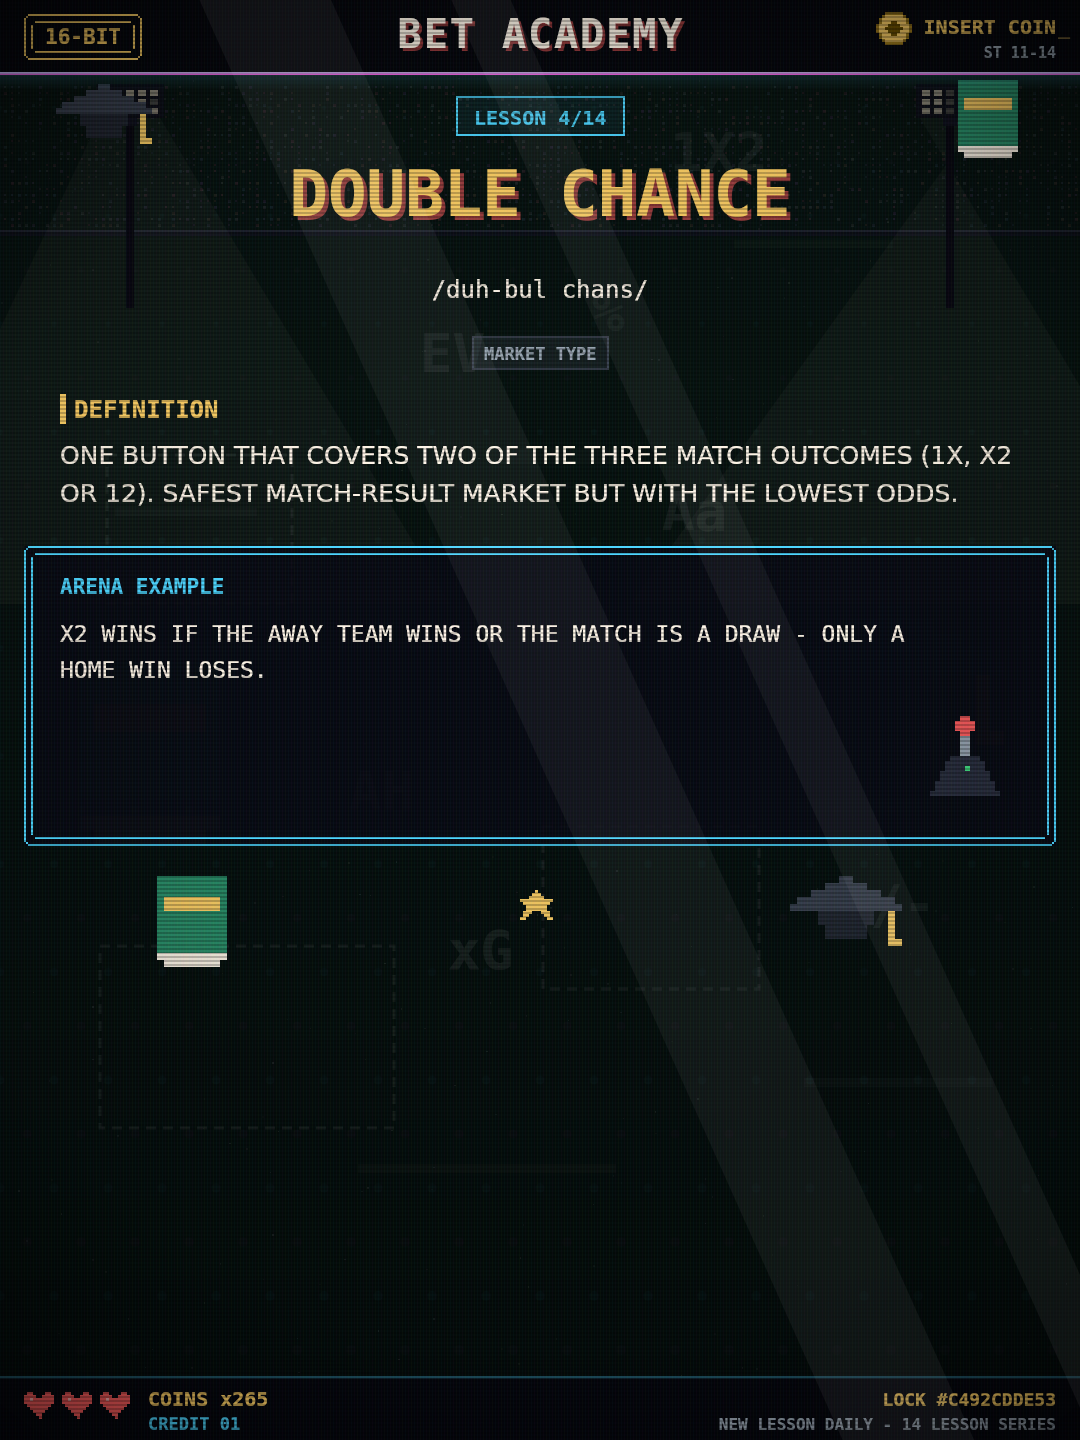 16-BIT
BET ACADEMY
INSERT COIN_
ST 11-14
LESSON 4/14
1X2
DOUBLE CHANCE
/duh-bul chans/
%
EV
MARKET TYPE
DEFINITION
ONE BUTTON THAT COVERS TWO OF THE THREE MATCH OUTCOMES (1X, X2
OR 12). SAFEST MATCH-RESULT MARKET BUT WITH THE LOWEST ODDS.
Aa
ARENA EXAMPLE
X2 WINS IF THE AWAY TEAM WINS OR THE MATCH IS A DRAW - ONLY A
HOME WIN LOSES.
xG
COINS x265
CREDIT 01
LOCK #C492CDDE53
NEW LESSON DAILY - 14 LESSON SERIES